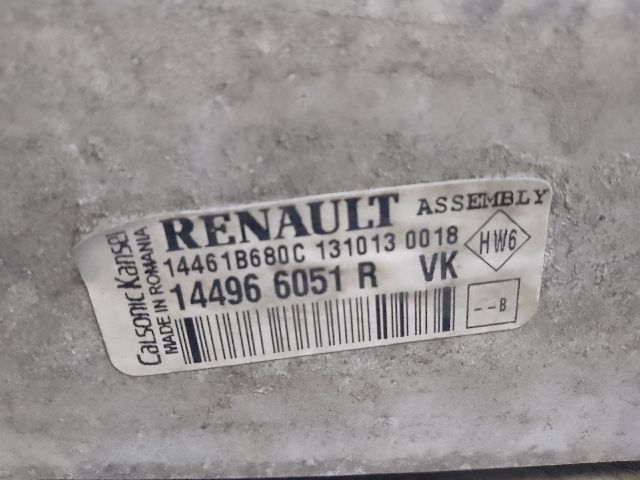 Calsonic Kansei
MADE IN ROMANIA
RENAULT ASSEMBLY
14461B680C 131013 0018
HW6
14496 6051 R VK
--B